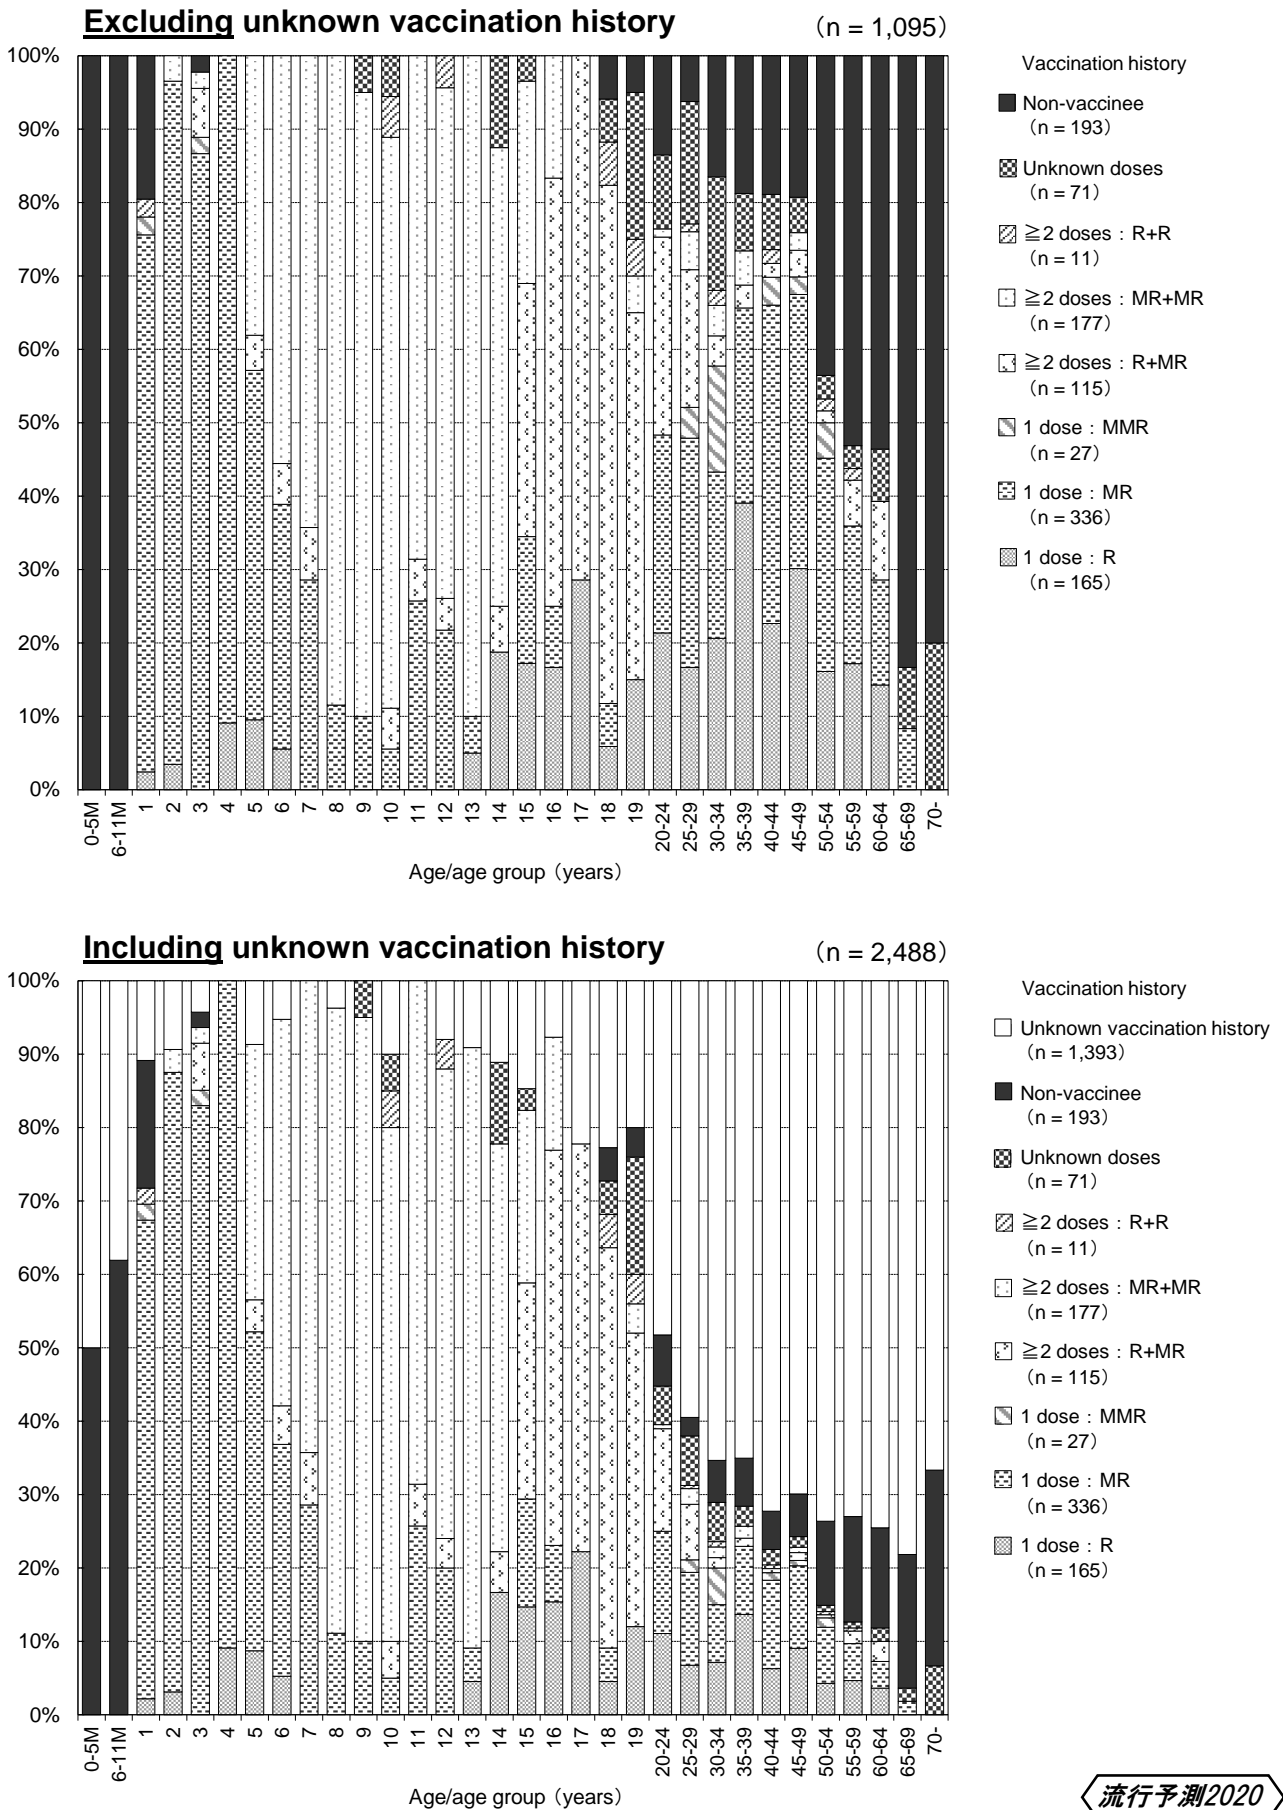 Excluding unknown vaccination history (n = 1,095)
100%
90%
80%
70%
60%
50%
40%
30%
20%
10%
0%
0-5M 6-11M 1 2 3 4 5 6 7 8 9 10 11 12 13 14 15 16 17 18 19 20-24 25-29 30-34 35-39 40-44 45-49 50-54 55-59 60-64 65-69 70-
Age/age group (years)
Vaccination history
Non-vaccinee
(n = 193)
Unknown doses
(n = 71)
≧2 doses : R+R
(n = 11)
≧2 doses : MR+MR
(n = 177)
≧2 doses : R+MR
(n = 115)
1 dose : MMR
(n = 27)
1 dose : MR
(n = 336)
1 dose : R
(n = 165)
Including unknown vaccination history (n = 2,488)
100%
90%
80%
70%
60%
50%
40%
30%
20%
10%
0%
0-5M 6-11M 1 2 3 4 5 6 7 8 9 10 11 12 13 14 15 16 17 18 19 20-24 25-29 30-34 35-39 40-44 45-49 50-54 55-59 60-64 65-69 70-
Age/age group (years)
Vaccination history
Unknown vaccination history
(n = 1,393)
Non-vaccinee
(n = 193)
Unknown doses
(n = 71)
≧2 doses : R+R
(n = 11)
≧2 doses : MR+MR
(n = 177)
≧2 doses : R+MR
(n = 115)
1 dose : MMR
(n = 27)
1 dose : MR
(n = 336)
1 dose : R
(n = 165)
流行予測2020